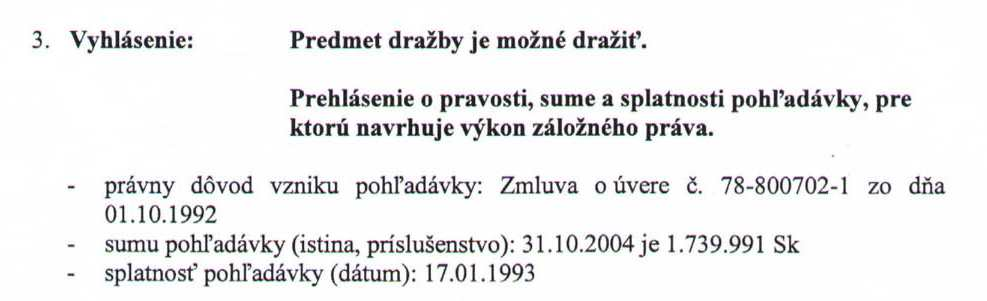 3. Vyhlásenie: Predmet dražby je možné dražiť.
Prehlásenie o pravosti, sume a splatnosti pohľadávky, pre
ktorú navrhuje výkon záložného práva.
- právny dôvod vzniku pohľadávky: Zmluva o úvere č. 78-800702-1 zo dňa
01.10.1992
- sumu pohľadávky (istina, príslušenstvo): 31.10.2004 je 1.739.991 Sk
- splatnosť pohľadávky (dátum): 17.01.1993